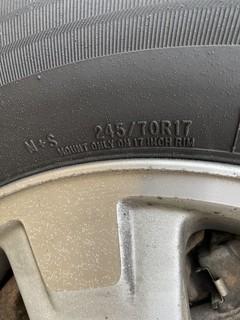 M+S 245/70R17
MOUNT ONLY ON 17 INCH RIM